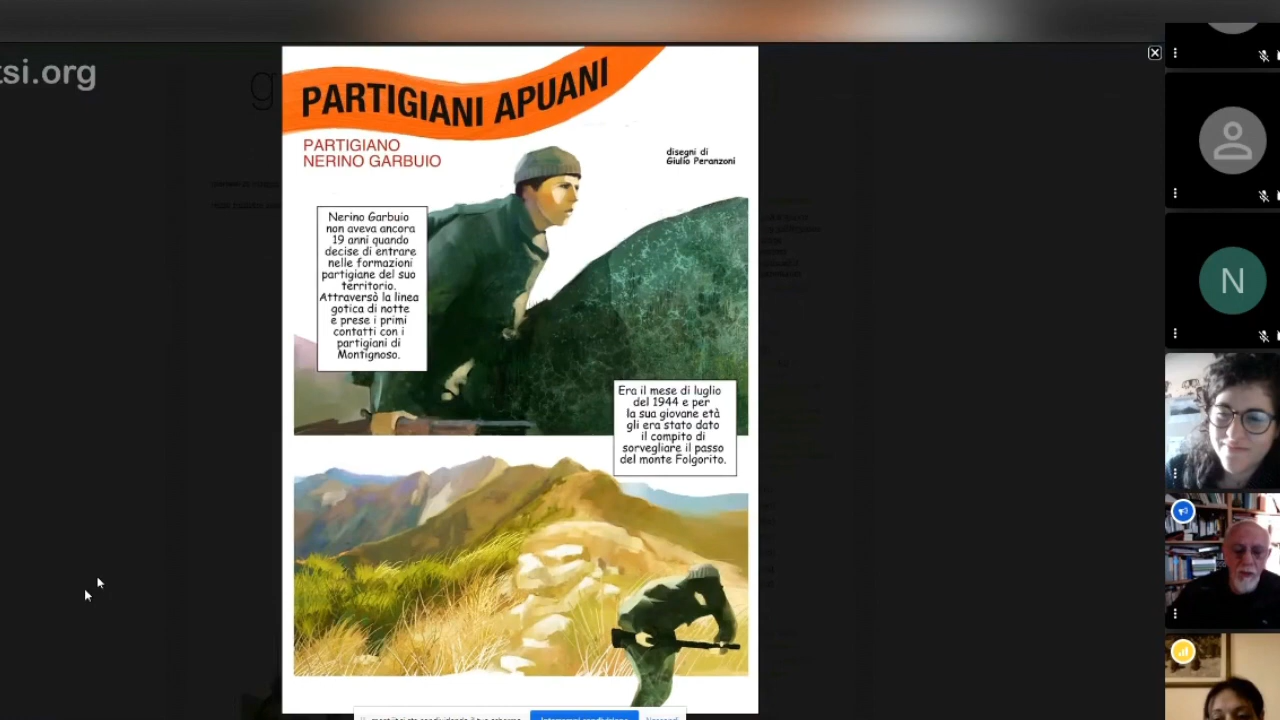 si.org
PARTIGIANI APUANI
PARTIGIANO
NERINO GARBUIO
disegni di
Giulio Peranzoni
Nerino Garbuio
non aveva ancora
19 anni quando
decise di entrare
nelle formazioni
partigiane del suo
territorio.
Attraversò la linea
gotica di notte
e prese i primi
contatti con i
partigiani di
Montignoso.
Era il mese di luglio
del 1944 e per
la sua giovane età
gli era stato dato
il compito di
sorvegliare il passo
del monte Folgorito.
N